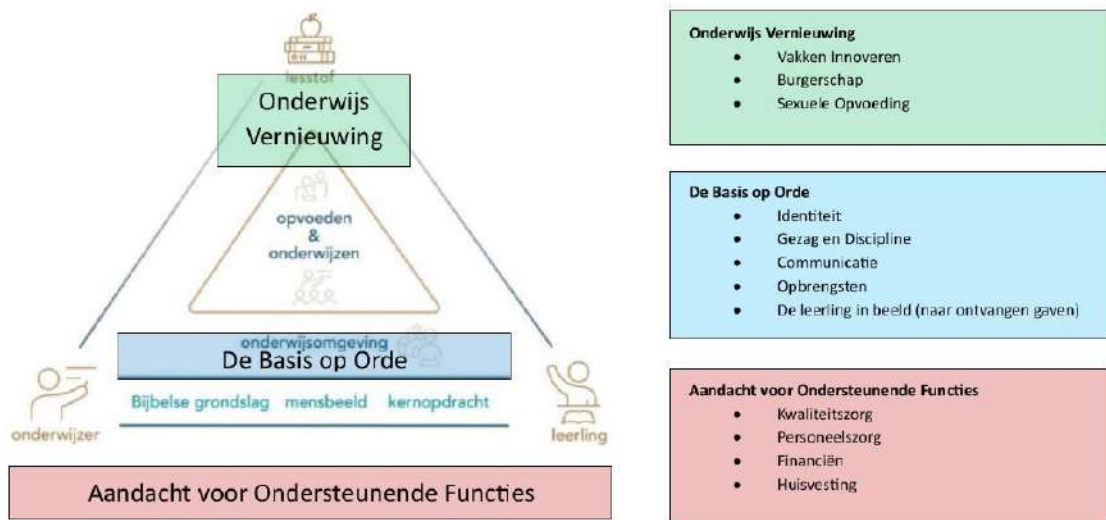 lesstof
Onderwijs
Vernieuwing
opvoeden
&
onderwijzen
onderwijsomgeving
De Basis op Orde
Bijbelse grondslag mensbeeld kernopdracht
onderwijzer
leerling
Aandacht voor Ondersteunende Functies
Onderwijs Vernieuwing
• Vakken Innoveren
• Burgerschap
• Sexuele Opvoeding
De Basis op Orde
• Identiteit
• Gezag en Discipline
• Communicatie
• Opbrengsten
• De leerling in beeld (naar ontvangen gaven)
Aandacht voor Ondersteunende Functies
• Kwaliteitszorg
• Personeelszorg
• Financiën
• Huisvesting